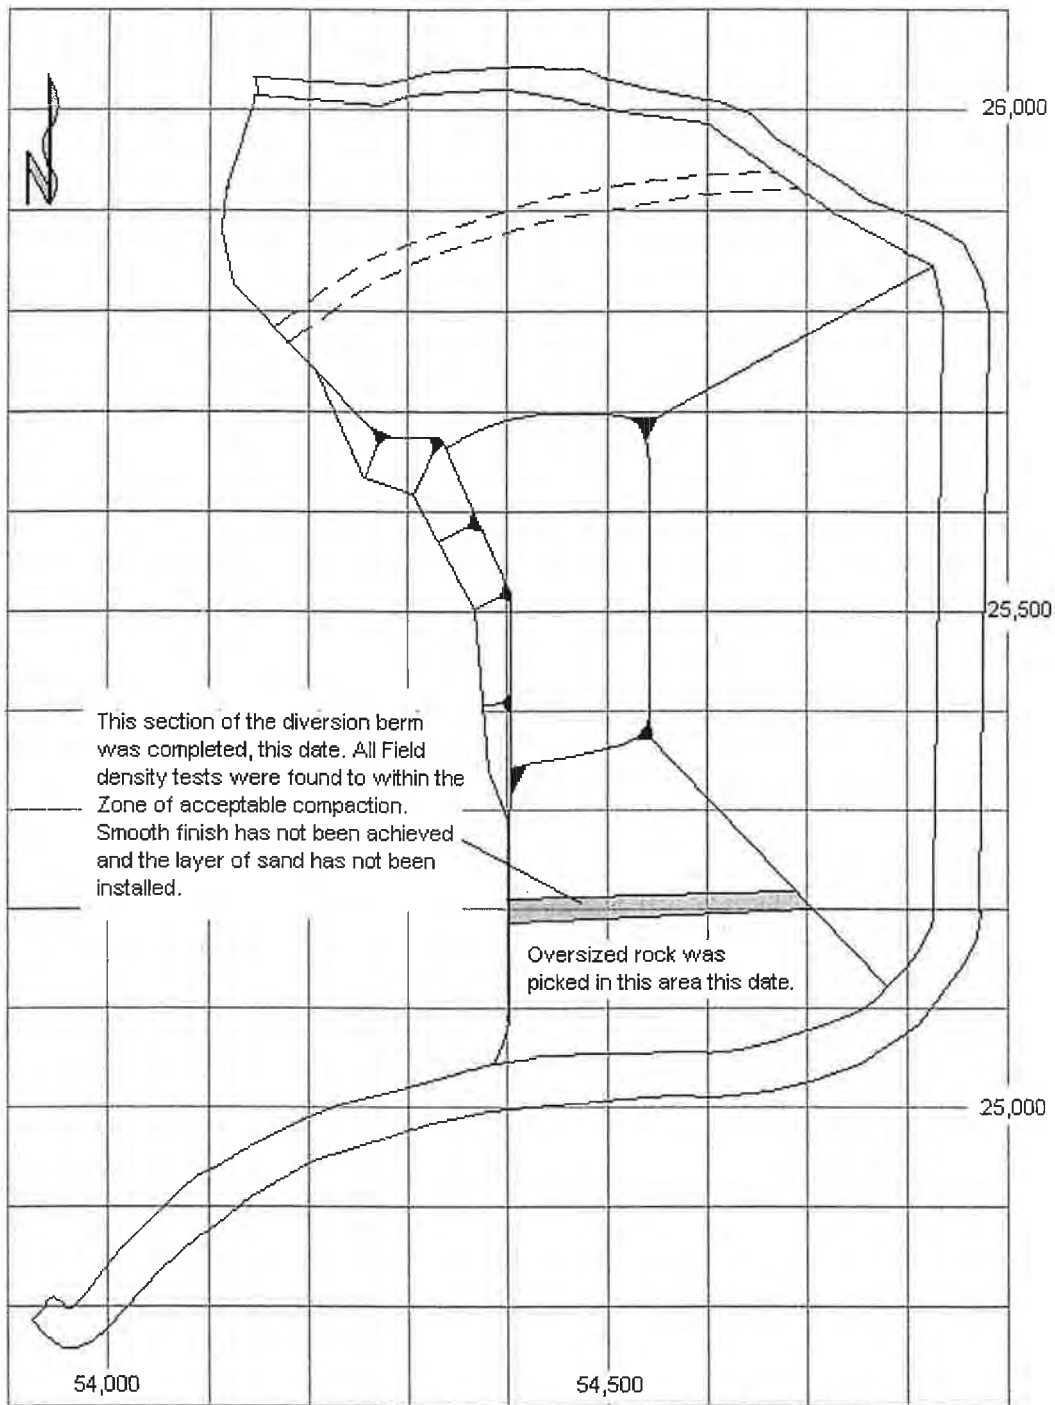 N
26,000
25,500
This section of the diversion berm
was completed, this date. All Field
density tests were found to within the
Zone of acceptable compaction.
Smooth finish has not been achieved
and the layer of sand has not been
installed.
Oversized rock was
picked in this area this date.
25,000
54,000
54,500